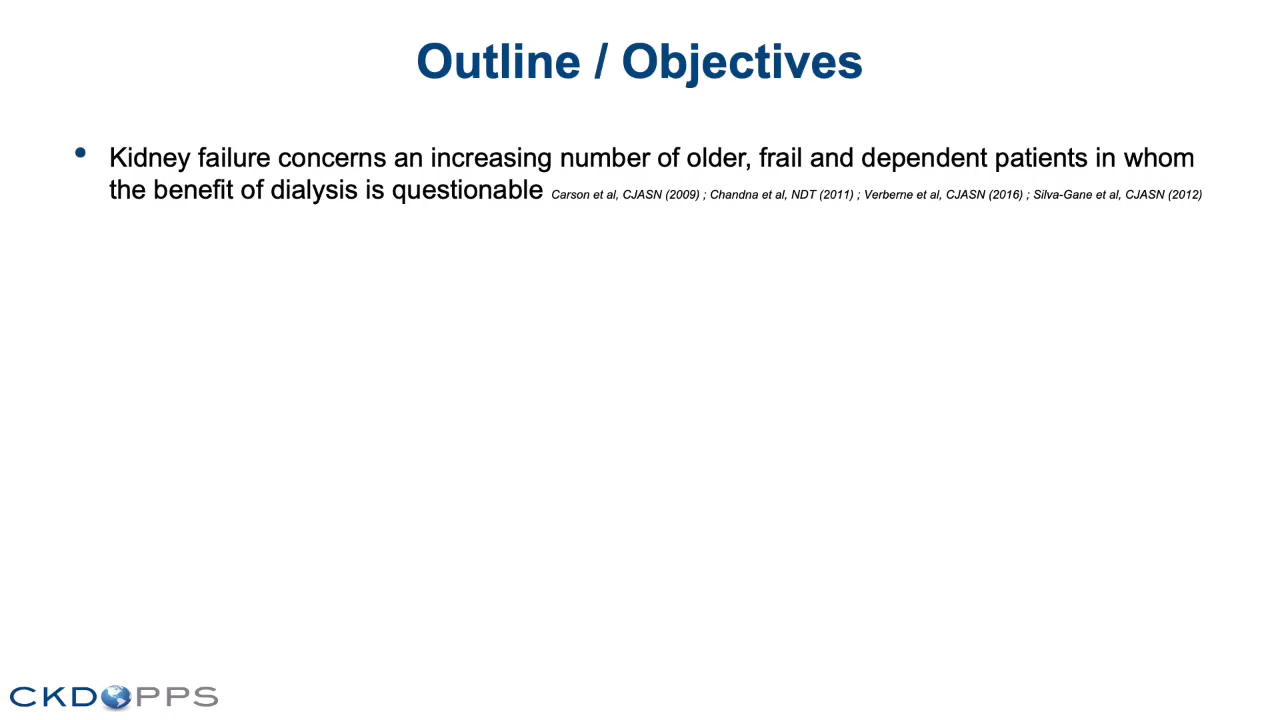 Outline / Objectives
• Kidney failure concerns an increasing number of older, frail and dependent patients in whom
the benefit of dialysis is questionable Carson et al, CJASN (2009) ; Chandna et al, NDT (2011) ; Verberne et al, CJASN (2016) ; Silva-Gane et al, CJASN (2012)
CKDOPPS